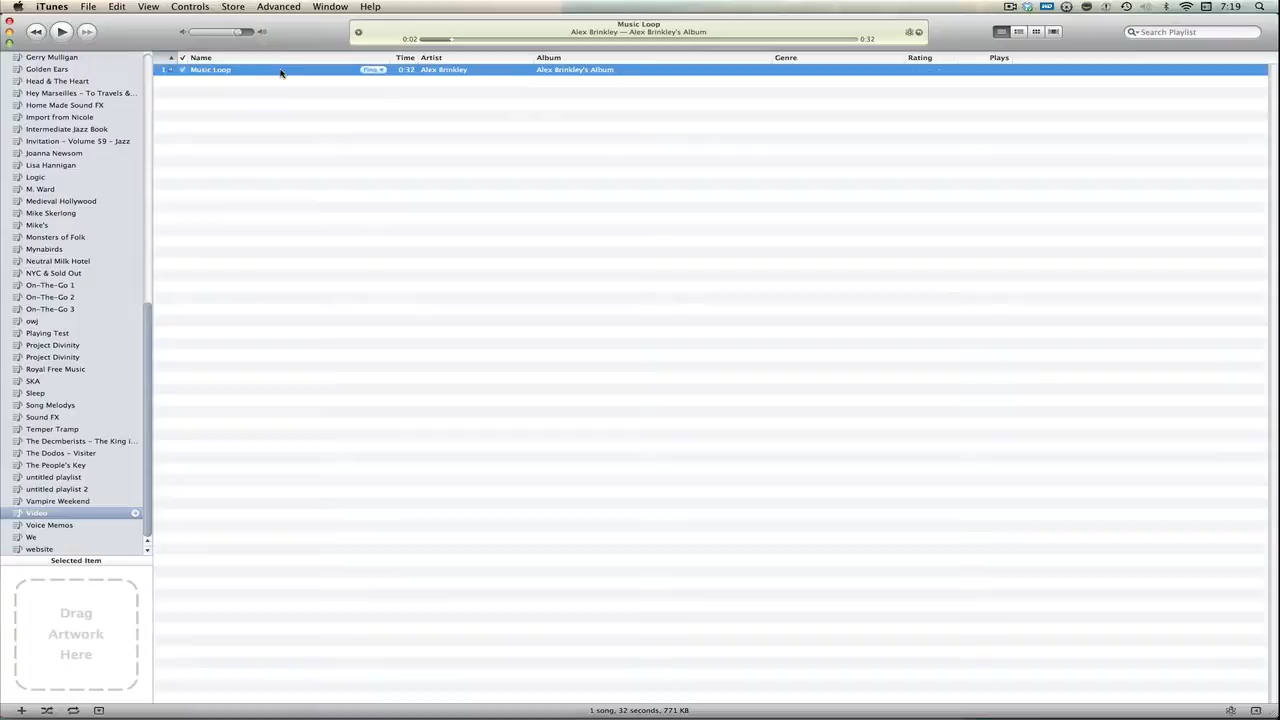 iTunes File Edit View Controls Store Advanced Window Help 7:19
Music Loop
Alex Brinkley — Alex Brinkley's Album
0:02 0:32
Search Playlist
Name Time Artist Album Genre Rating Plays
1 Music Loop Ping 0:32 Alex Brinkley Alex Brinkley's Album
Gerry Mulligan
Golden Ears
Head & The Heart
Hey Marseilles – To Travels &...
Home Made Sound FX
Import from Nicole
Intermediate Jazz Book
Invitation – Volume 59 – Jazz
Joanna Newsom
Lisa Hannigan
Logic
M. Ward
Medieval Hollywood
Mike Skerlong
Mike's
Monsters of Folk
Mynabirds
Neutral Milk Hotel
NYC & Sold Out
On-The-Go 1
On-The-Go 2
On-The-Go 3
owj
Playing Test
Project Divinity
Project Divinity
Royal Free Music
SKA
Sleep
Song Melodys
Sound FX
Temper Tramp
The Decmberists – The King i...
The Dodos – Visiter
The People's Key
untitled playlist
untitled playlist 2
Vampire Weekend
Video
Voice Memos
We
website
Selected Item
Drag
Artwork
Here
1 song, 32 seconds, 771 KB